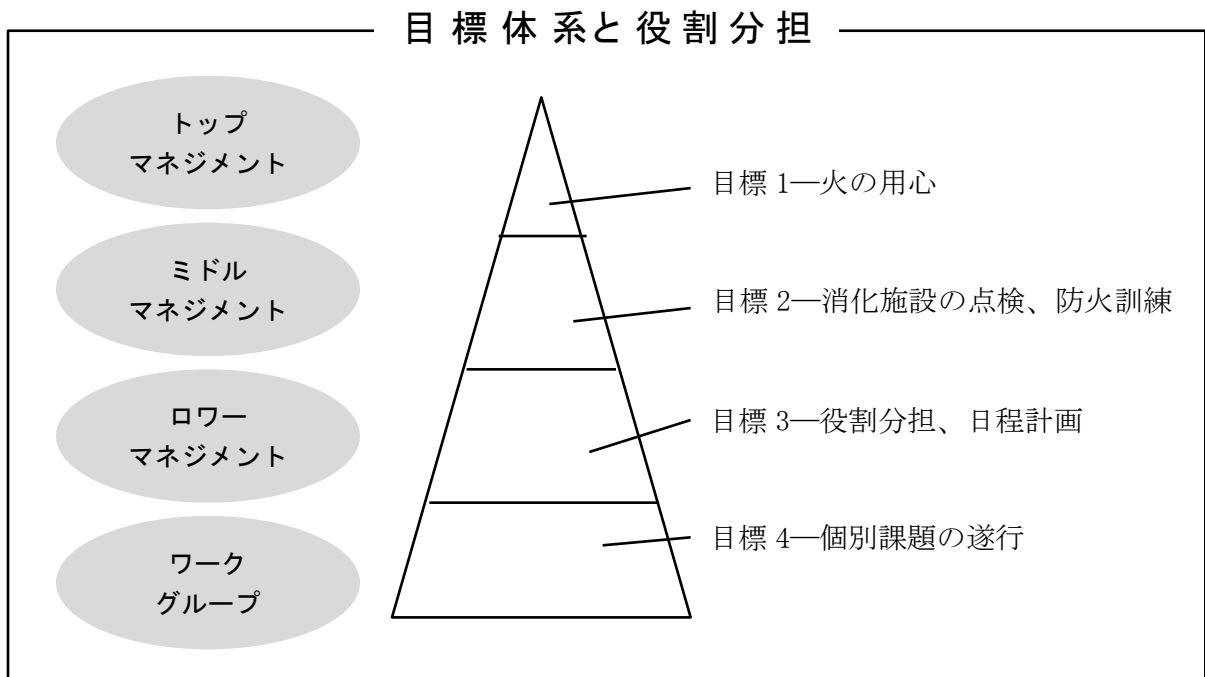 目標体系と役割分担
トップ
マネジメント
ミドル
マネジメント
ロワー
マネジメント
ワーク
グループ
目標 1―火の用心
目標 2―消化施設の点検、防火訓練
目標 3―役割分担、日程計画
目標 4―個別課題の遂行